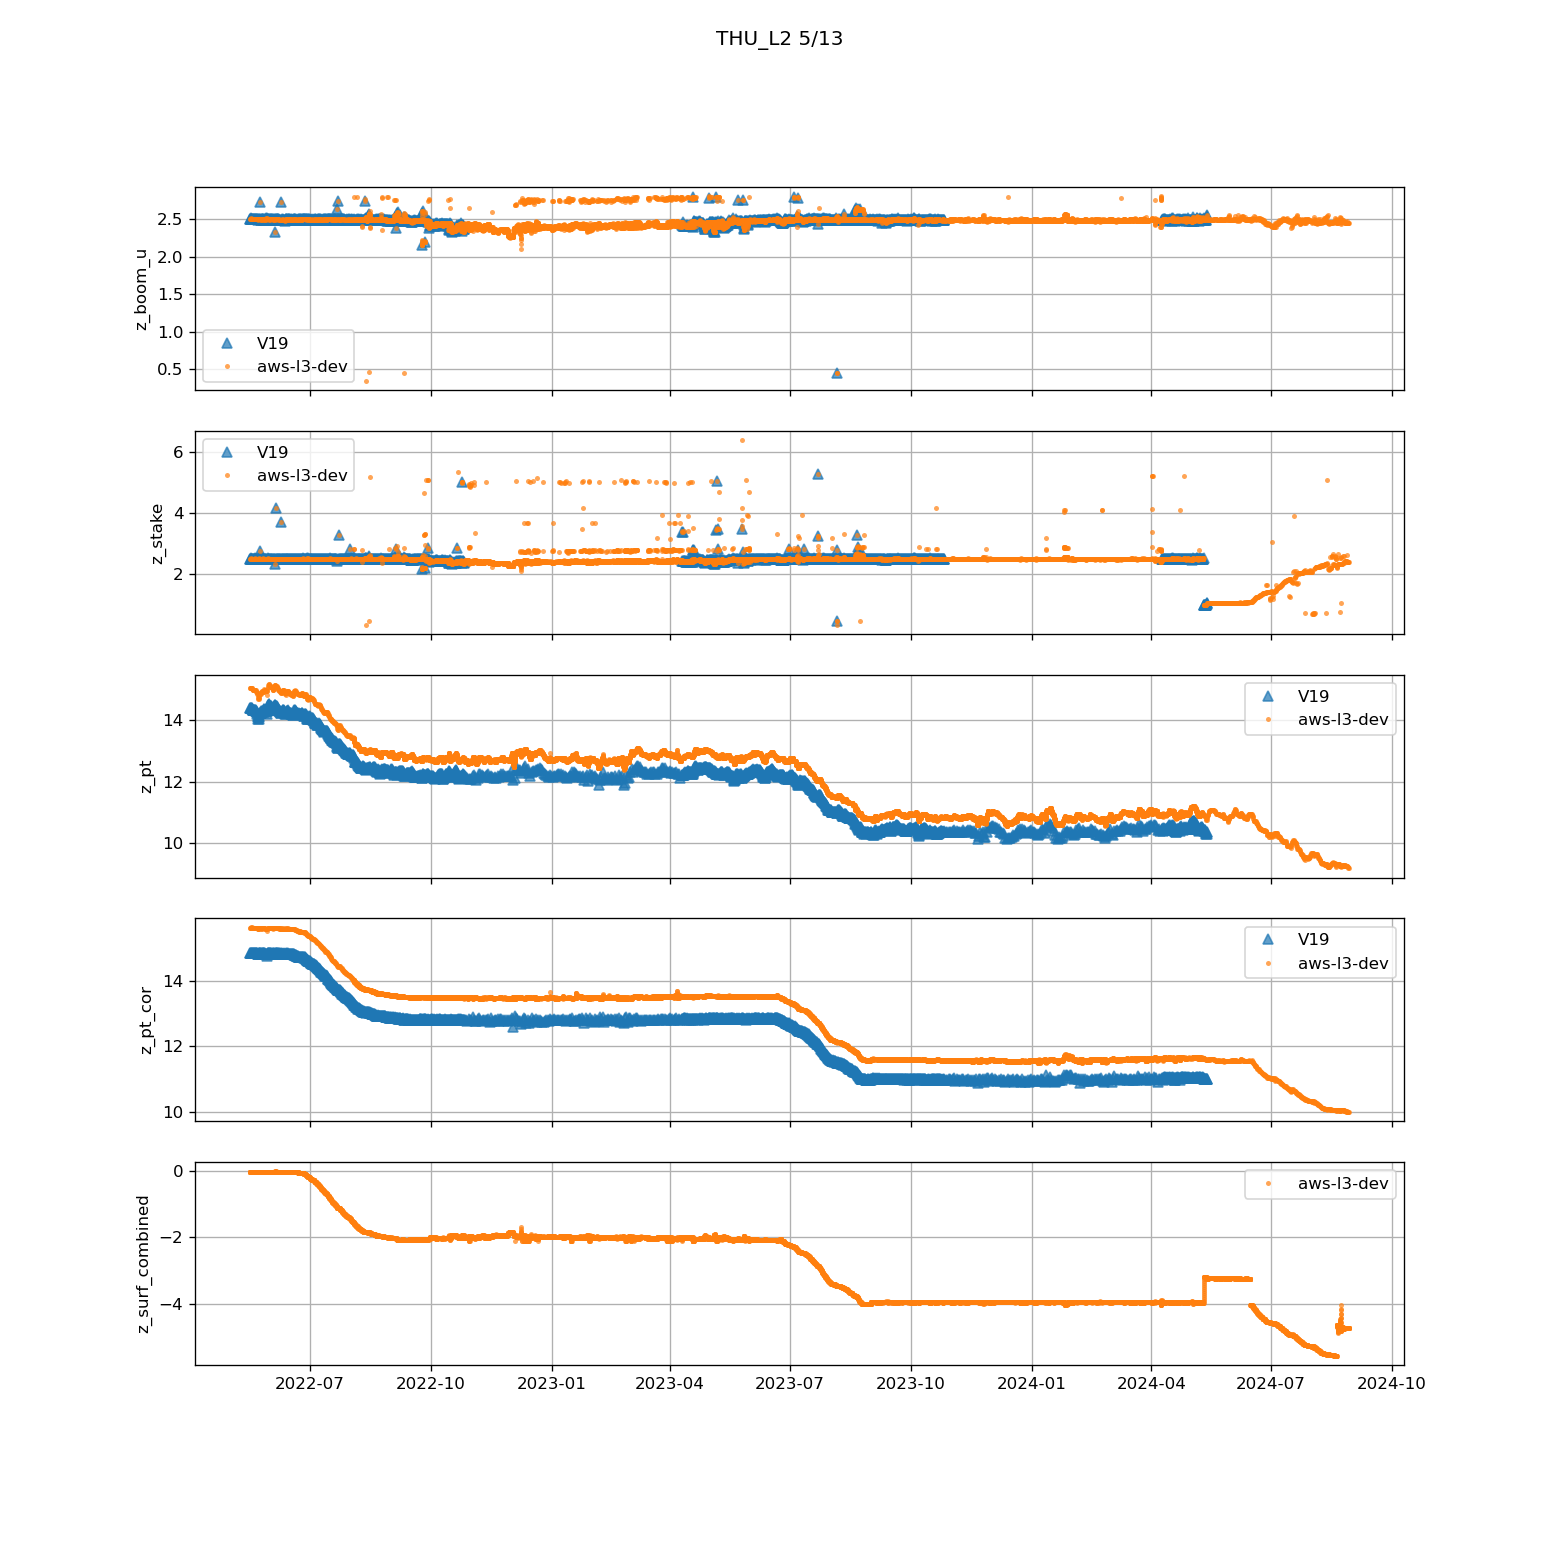 THU_L2 5/13
2.5
2.0
1.5
1.0
0.5
z_boom_u
V19
aws-l3-dev
6
4
2
z_stake
V19
aws-l3-dev
14
12
10
z_pt
V19
aws-l3-dev
14
12
10
z_pt_cor
V19
aws-l3-dev
0
−2
−4
z_surf_combined
aws-l3-dev
2022-07 2022-10 2023-01 2023-04 2023-07 2023-10 2024-01 2024-04 2024-07 2024-10